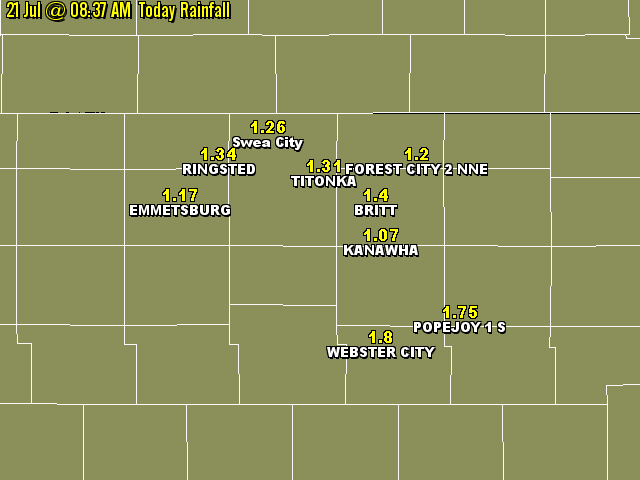 21 Jul @ 08:37 AM Today Rainfall
1.26
Swea City
1.34
RINGSTED
1.31
TITONKA
1.2
FOREST CITY 2 NNE
1.17
EMMETSBURG
1.4
BRITT
1.07
KANAWHA
1.75
POPEJOY 1 S
1.8
WEBSTER CITY